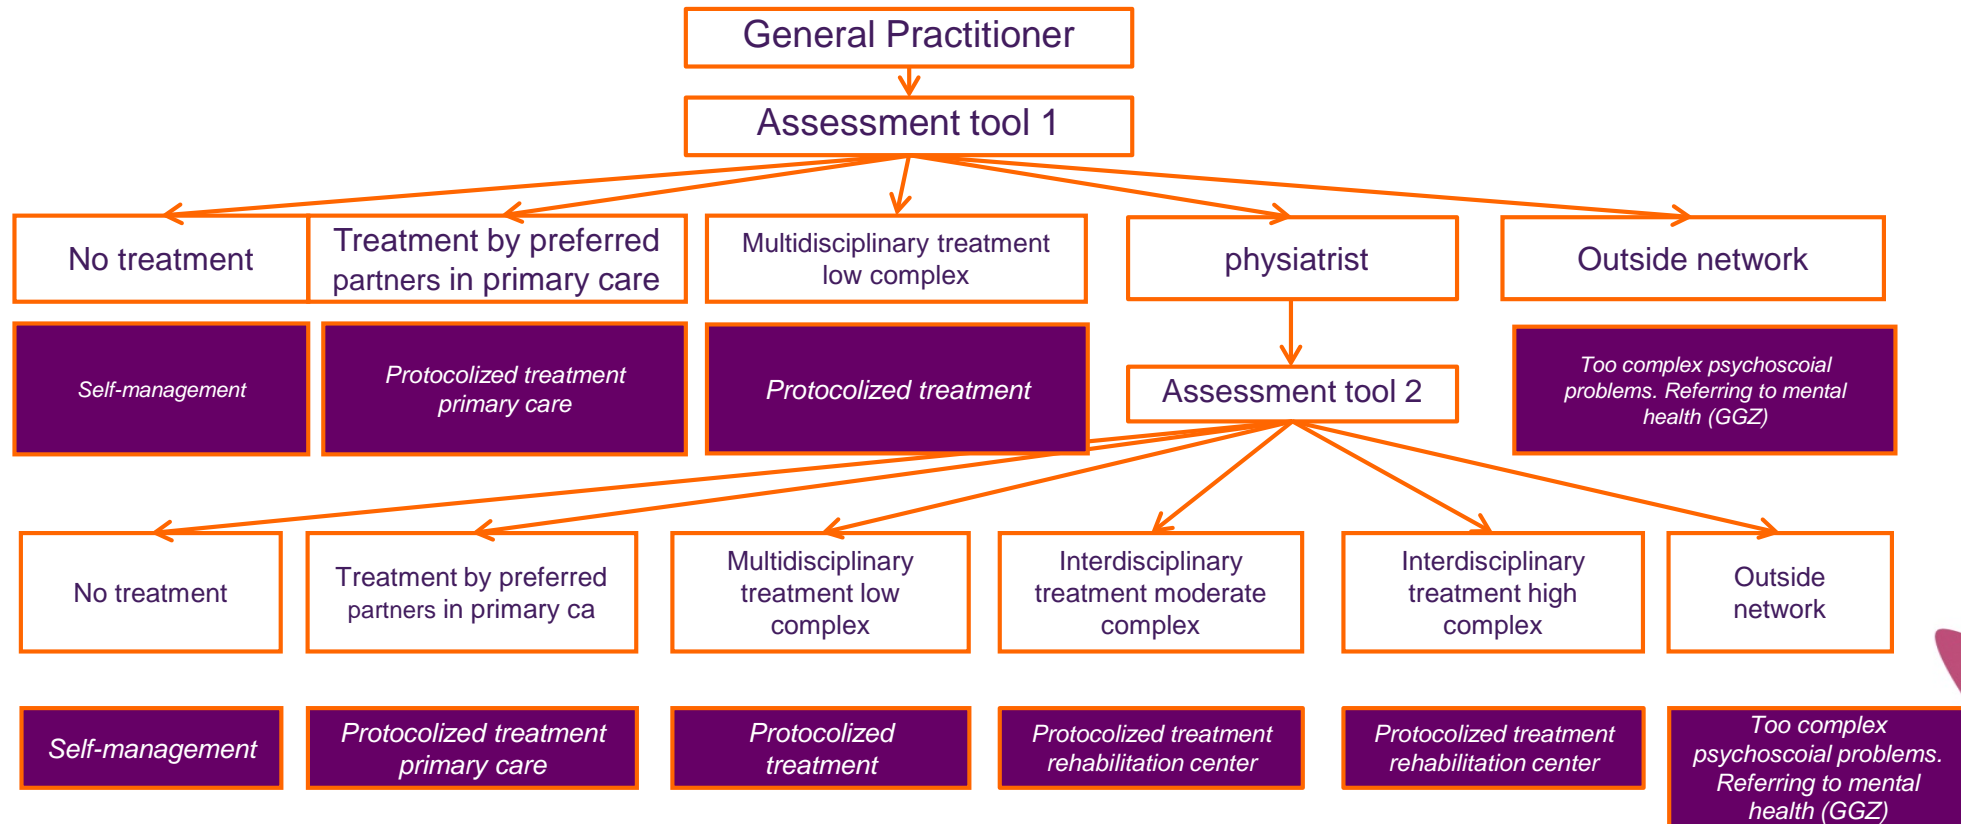 General Practitioner
Assessment tool 1
No treatment
Treatment by preferred
partners in primary care
Multidisciplinary treatment
low complex
physiatrist
Outside network
Self-management
Protocolized treatment
primary care
Protocolized treatment
Assessment tool 2
Too complex psychoscoial
problems. Referring to mental
health (GGZ)
No treatment
Treatment by preferred
partners in primary ca
Multidisciplinary
treatment low
complex
Interdisciplinary
treatment moderate
complex
Interdisciplinary
treatment high
complex
Outside
network
Self-management
Protocolized treatment
primary care
Protocolized
treatment
Protocolized treatment
rehabilitation center
Protocolized treatment
rehabilitation center
Too complex
psychoscoial problems.
Referring to mental
health (GGZ)